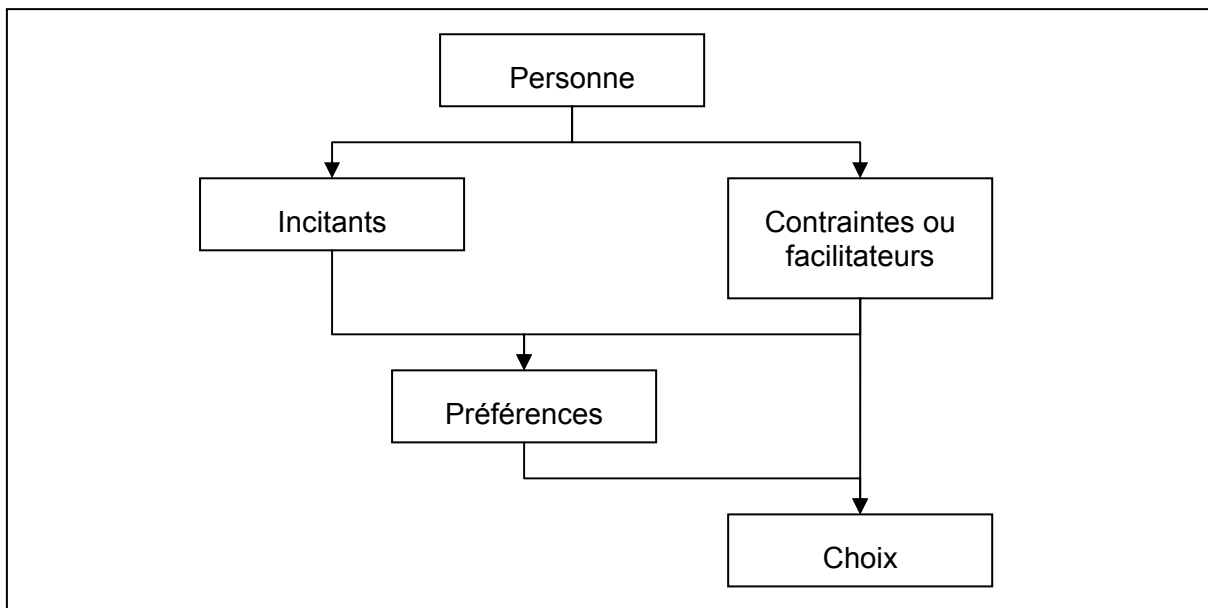 Personne
Incitants
Contraintes ou
facilitateurs
Préférences
Choix